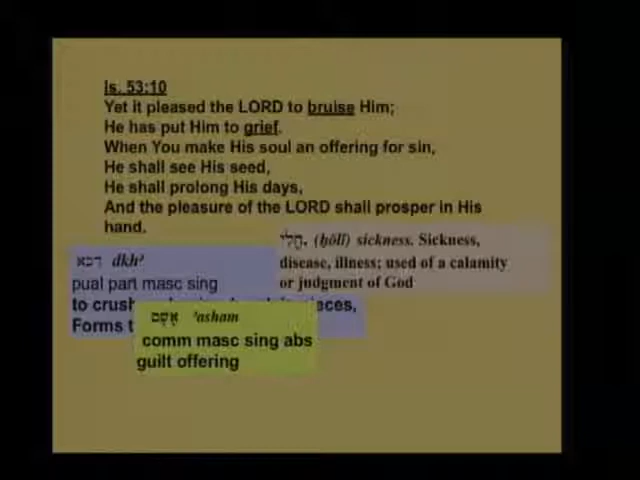 Is. 53:10
Yet it pleased the LORD to bruise Him;
He has put Him to grief.
When You make His soul an offering for sin,
He shall see His seed,
He shall prolong His days,
And the pleasure of the LORD shall prosper in His
hand.
חֳלִי. (ḥŏlî) sickness. Sickness,
disease, illness; used of a calamity
or judgment of God
דכא dkhʾ
pual part masc sing
to crush
Forms
אָשָׁם ʾasham
comm masc sing abs
guilt offering